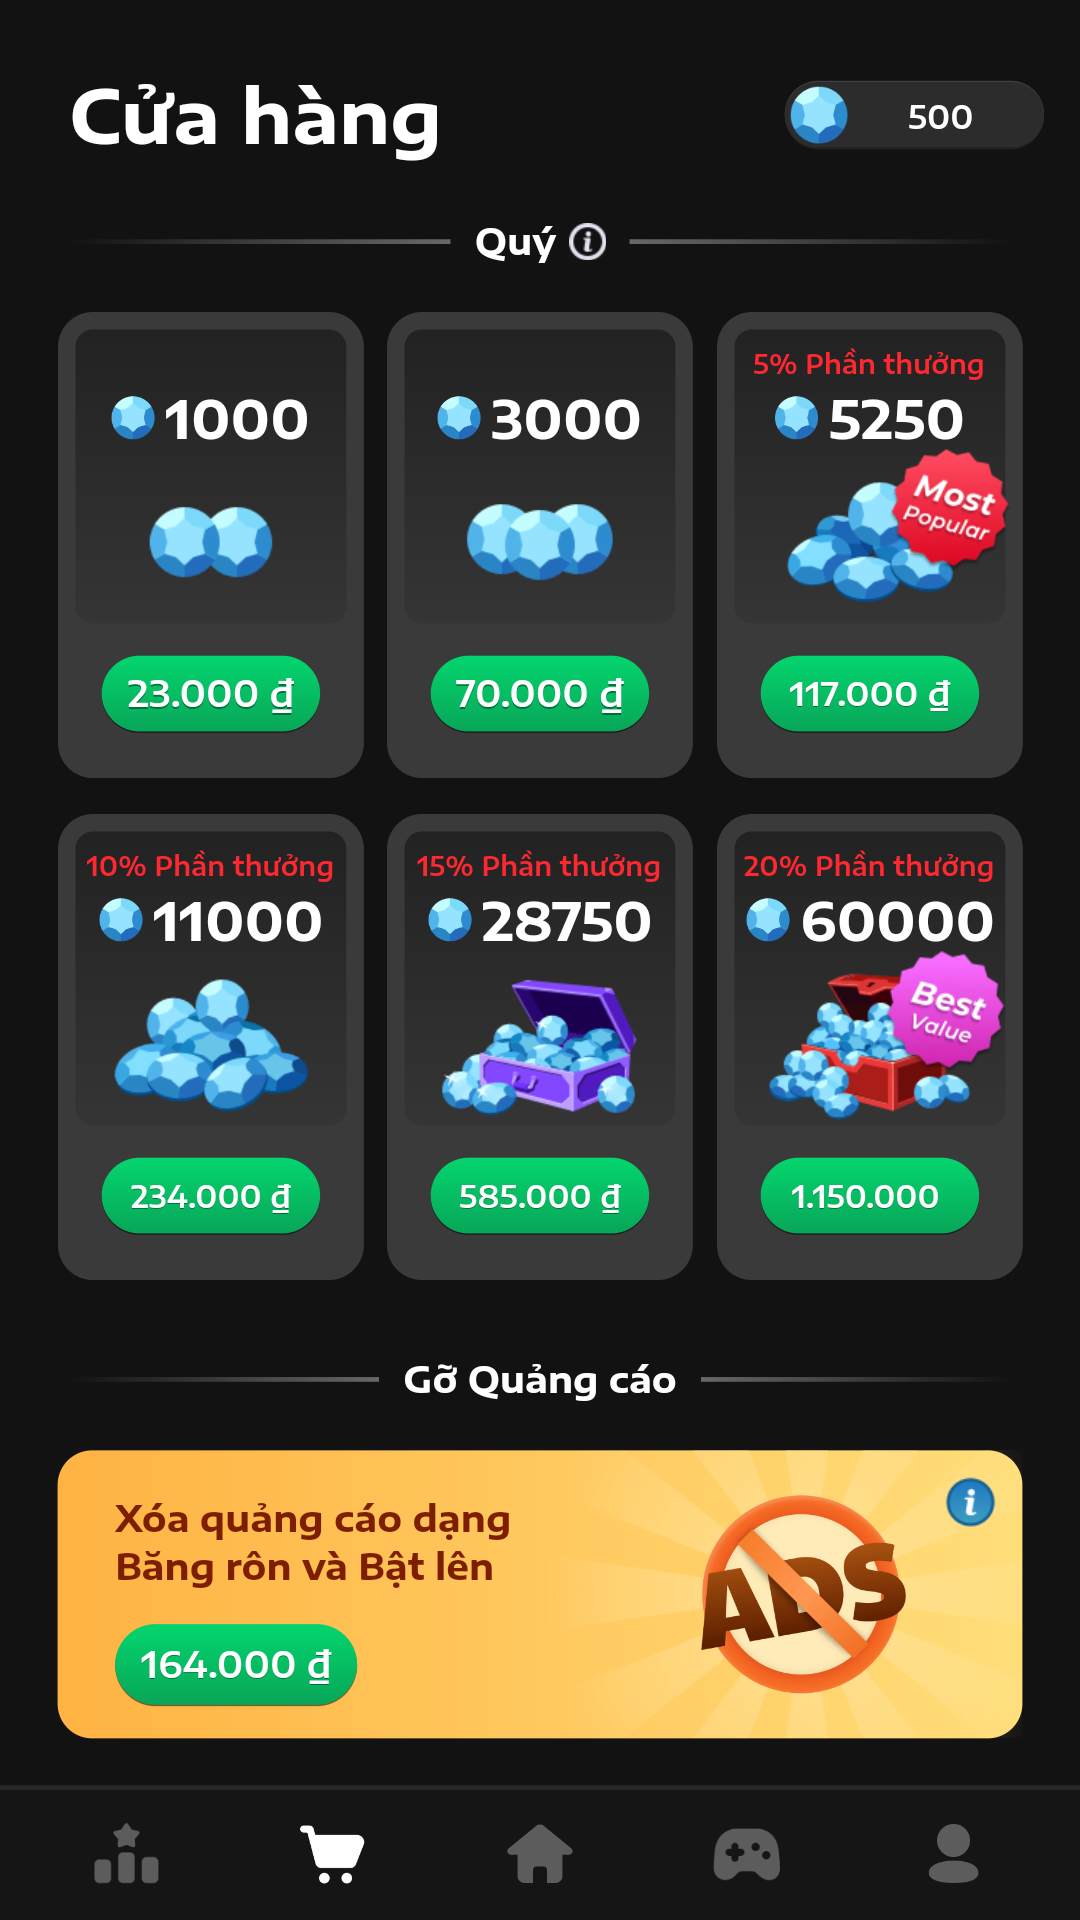 Cửa hàng
500
Quý
1000
3000
5% Phần thưởng
5250
Most
Popular
23.000 ₫
70.000 ₫
117.000 ₫
10% Phần thưởng
11000
15% Phần thưởng
28750
20% Phần thưởng
60000
Best
Value
234.000 ₫
585.000 ₫
1.150.000
Gỡ Quảng cáo
Xóa quảng cáo dạng
Băng rôn và Bật lên
ADS
164.000 ₫